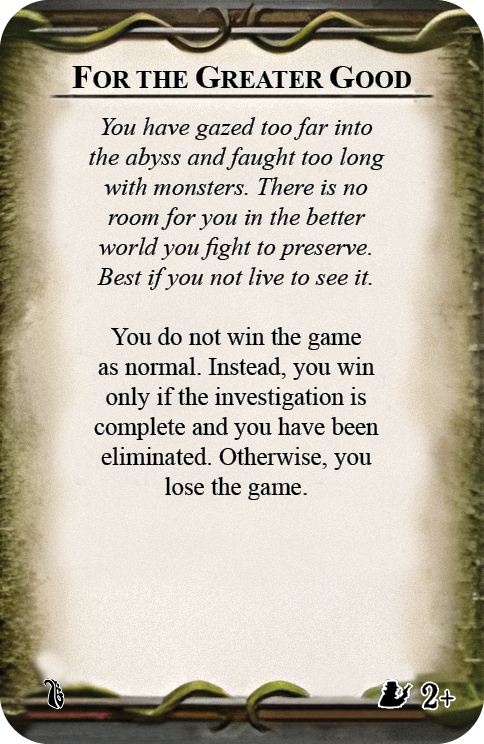 For the Greater Good
You have gazed too far into
the abyss and faught too long
with monsters. There is no
room for you in the better
world you fight to preserve.
Best if you not live to see it.
You do not win the game
as normal. Instead, you win
only if the investigation is
complete and you have been
eliminated. Otherwise, you
lose the game.
2+